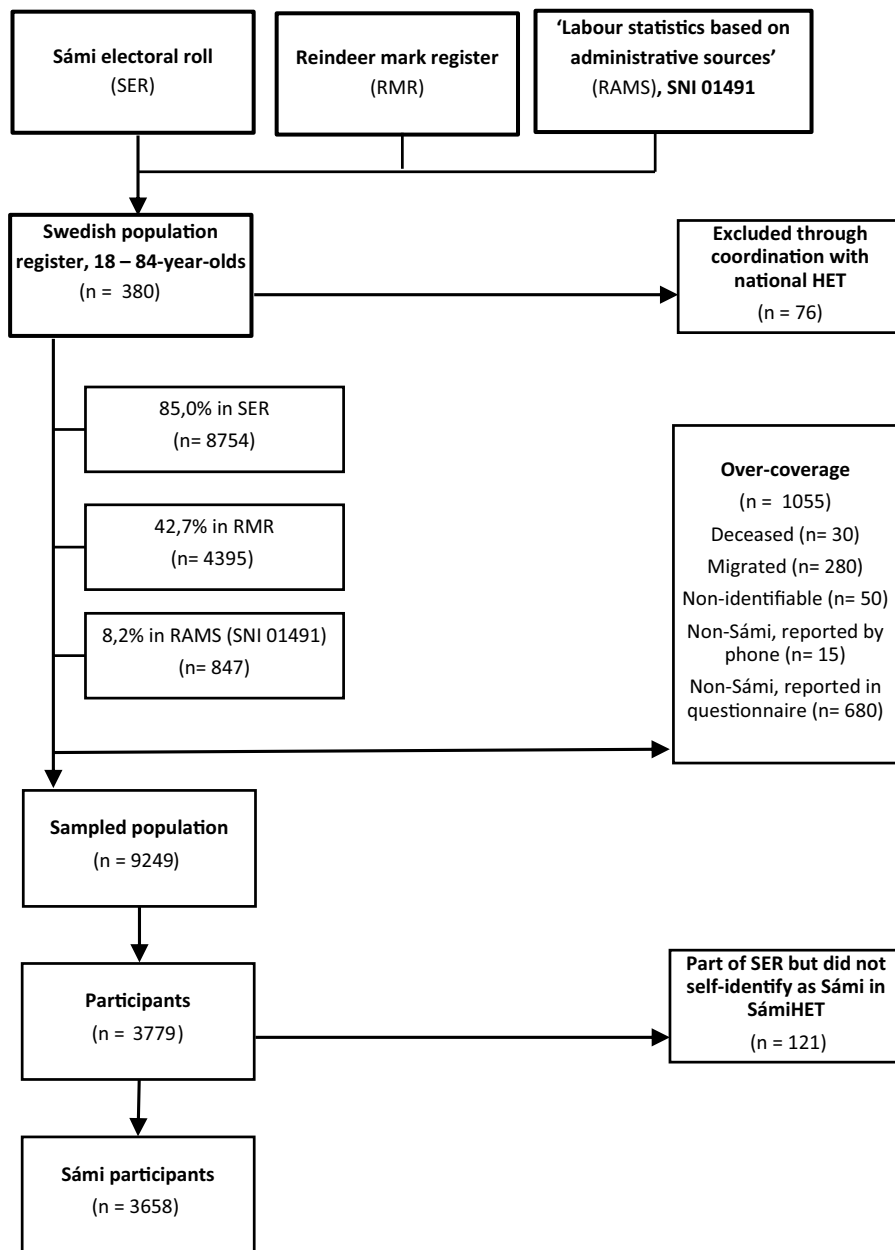 Sámi electoral roll
(SER)
Reindeer mark register
(RMR)
‘Labour statistics based on
administrative sources’
(RAMS), SNI 01491
Swedish population
register, 18 – 84-year-olds
(n = 380)
Excluded through
coordination with
national HET
(n = 76)
85,0% in SER
(n= 8754)
42,7% in RMR
(n= 4395)
8,2% in RAMS (SNI 01491)
(n= 847)
Over-coverage
(n = 1055)
Deceased (n= 30)
Migrated (n= 280)
Non-identifiable (n= 50)
Non-Sámi, reported by
phone (n= 15)
Non-Sámi, reported in
questionnaire (n= 680)
Sampled population
(n = 9249)
Participants
(n = 3779)
Part of SER but did not
self-identify as Sámi in
SámiHET
(n = 121)
Sámi participants
(n = 3658)